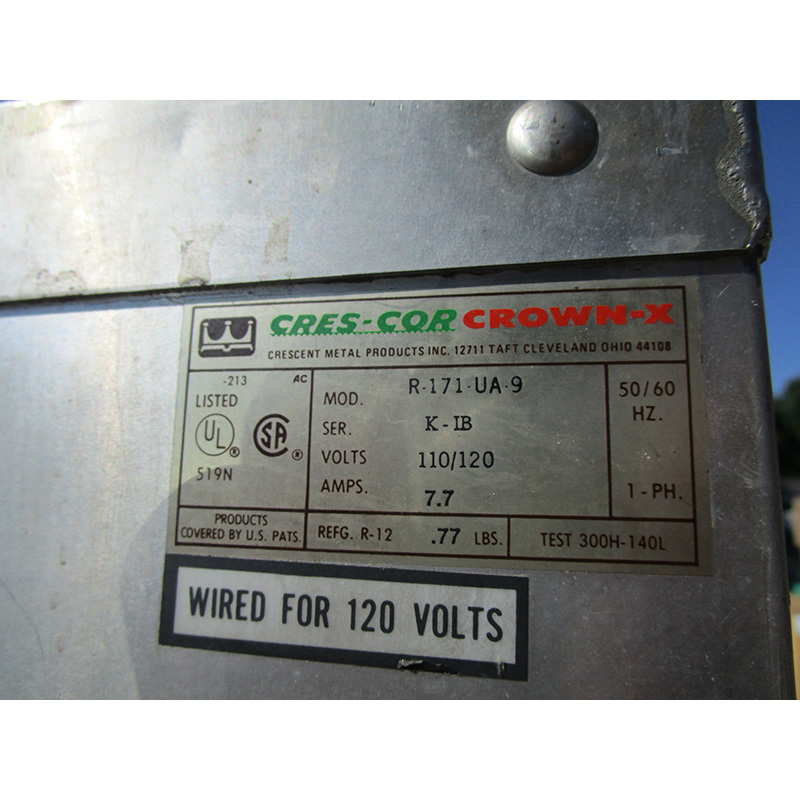 CRES-COR CROWN-X
CRESCENT METAL PRODUCTS INC. 12711 TAFT CLEVELAND OHIO 44108
-213 AC
LISTED
UL ®
SA ®
519N
MOD. R-171-UA-9
SER. K-IB
VOLTS 110/120
AMPS. 7.7
50/60
HZ.
1-PH.
PRODUCTS
COVERED BY U.S. PATS.
REFG. R-12 .77 LBS.
TEST 300H-140L
WIRED FOR 120 VOLTS